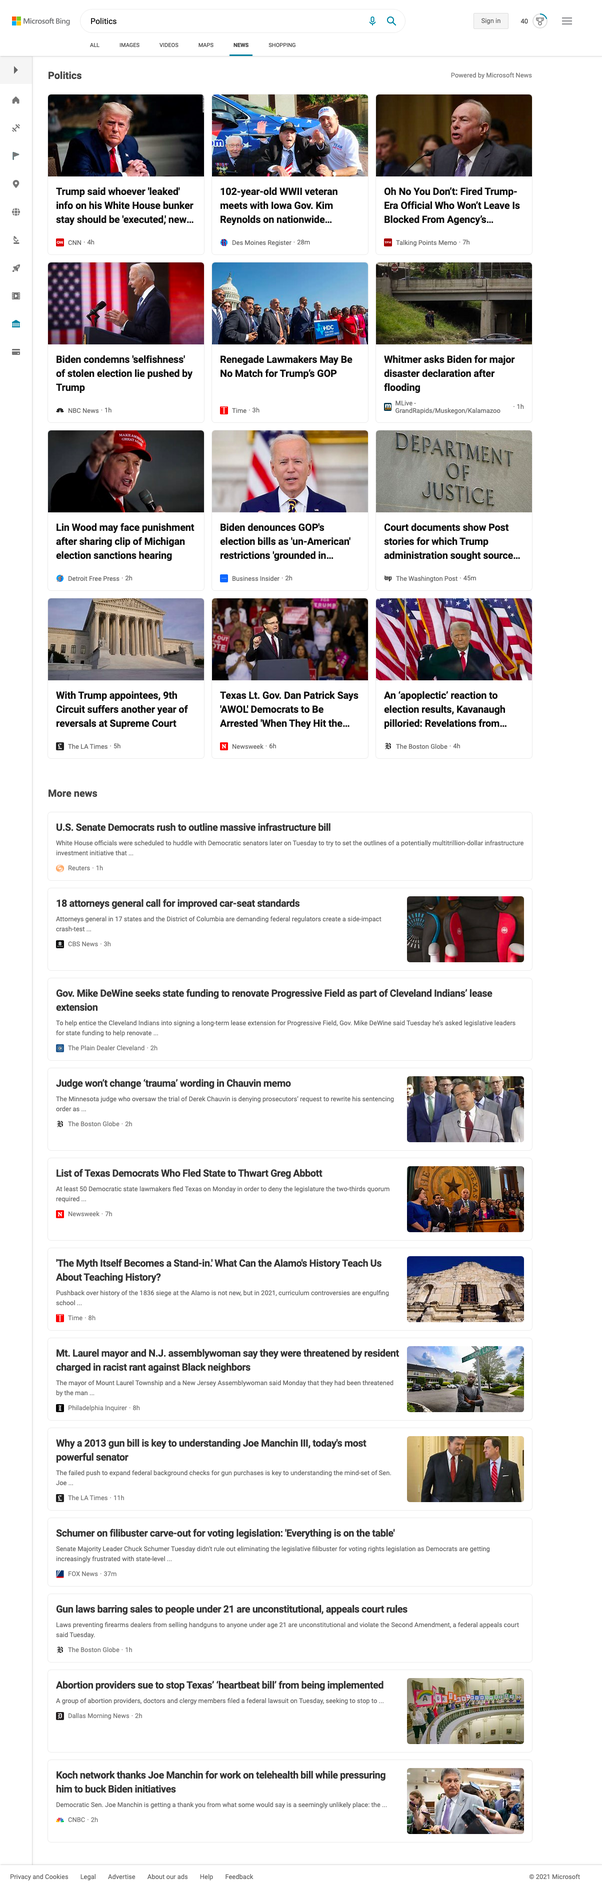 Microsoft Bing
Politics
Sign in
40
ALL IMAGES VIDEOS MAPS NEWS SHOPPING
Politics
Powered by Microsoft News
Trump said whoever 'leaked'
info on his White House bunker
stay should be 'executed,' new...
CNN · 4h
102-year-old WWII veteran
meets with Iowa Gov. Kim
Reynolds on nationwide...
Des Moines Register · 28m
Oh No You Don't: Fired Trump-
Era Official Who Won't Leave Is
Blocked From Agency's...
Talking Points Memo · 7h
Biden condemns 'selfishness'
of stolen election lie pushed by
Trump
NBC News · 1h
Renegade Lawmakers May Be
No Match for Trump's GOP
Time · 3h
Whitmer asks Biden for major
disaster declaration after
flooding
MLive -
GrandRapids/Muskegon/Kalamazoo · 1h
DEPARTMENT
OF
JUSTICE
Lin Wood may face punishment
after sharing clip of Michigan
election sanctions hearing
Detroit Free Press · 2h
Biden denounces GOP's
election bills as 'un-American'
restrictions 'grounded in...
Business Insider · 2h
Court documents show Post
stories for which Trump
administration sought source...
The Washington Post · 45m
With Trump appointees, 9th
Circuit suffers another year of
reversals at Supreme Court
The LA Times · 5h
Texas Lt. Gov. Dan Patrick Says
'AWOL' Democrats to Be
Arrested 'When They Hit the...
Newsweek · 6h
An 'apoplectic' reaction to
election results, Kavanaugh
pilloried: Revelations from...
The Boston Globe · 4h
More news
U.S. Senate Democrats rush to outline massive infrastructure bill
White House officials were scheduled to huddle with Democratic senators later on Tuesday to try to set the outlines of a potentially multitrillion-dollar infrastructure
investment initiative that ...
Reuters · 1h
18 attorneys general call for improved car-seat standards
Attorneys general in 17 states and the District of Columbia are demanding federal regulators create a side-impact
crash-test ...
CBS News · 3h
Gov. Mike DeWine seeks state funding to renovate Progressive Field as part of Cleveland Indians' lease
extension
To help entice the Cleveland Indians into signing a long-term lease extension for Progressive Field, Gov. Mike DeWine said Tuesday he's asked legislative leaders
for state funding to help renovate ...
The Plain Dealer Cleveland · 2h
Judge won't change 'trauma' wording in Chauvin memo
The Minnesota judge who oversaw the trial of Derek Chauvin is denying prosecutors' request to rewrite his sentencing
order as ...
The Boston Globe · 2h
List of Texas Democrats Who Fled State to Thwart Greg Abbott
At least 50 Democratic state lawmakers fled Texas on Monday in order to deny the legislature the two-thirds quorum
required ...
Newsweek · 7h
'The Myth Itself Becomes a Stand-in.' What Can the Alamo's History Teach Us
About Teaching History?
Pushback over history of the 1836 siege at the Alamo is not new, but in 2021, curriculum controversies are engulfing
school ...
Time · 8h
Mt. Laurel mayor and N.J. assemblywoman say they were threatened by resident
charged in racist rant against Black neighbors
The mayor of Mount Laurel Township and a New Jersey Assemblywoman said Monday that they had been threatened
by the man ...
Philadelphia Inquirer · 8h
Why a 2013 gun bill is key to understanding Joe Manchin III, today's most
powerful senator
The failed push to expand federal background checks for gun purchases is key to understanding the mind-set of Sen.
Joe ...
The LA Times · 11h
Schumer on filibuster carve-out for voting legislation: 'Everything is on the table'
Senate Majority Leader Chuck Schumer Tuesday didn't rule out eliminating the legislative filibuster for voting rights legislation as Democrats are getting
increasingly frustrated with state-level ...
FOX News · 37m
Gun laws barring sales to people under 21 are unconstitutional, appeals court rules
Laws preventing firearms dealers from selling handguns to anyone under age 21 are unconstitutional and violate the Second Amendment, a federal appeals court
said Tuesday.
The Boston Globe · 1h
Abortion providers sue to stop Texas' 'heartbeat bill' from being implemented
A group of abortion providers, doctors and clergy members filed a federal lawsuit on Tuesday, seeking to stop to ...
Dallas Morning News · 2h
Koch network thanks Joe Manchin for work on telehealth bill while pressuring
him to buck Biden initiatives
Democratic Sen. Joe Manchin is getting a thank you from what some would say is a seemingly unlikely place: the ...
CNBC · 2h
Privacy and Cookies Legal Advertise About our ads Help Feedback
© 2021 Microsoft